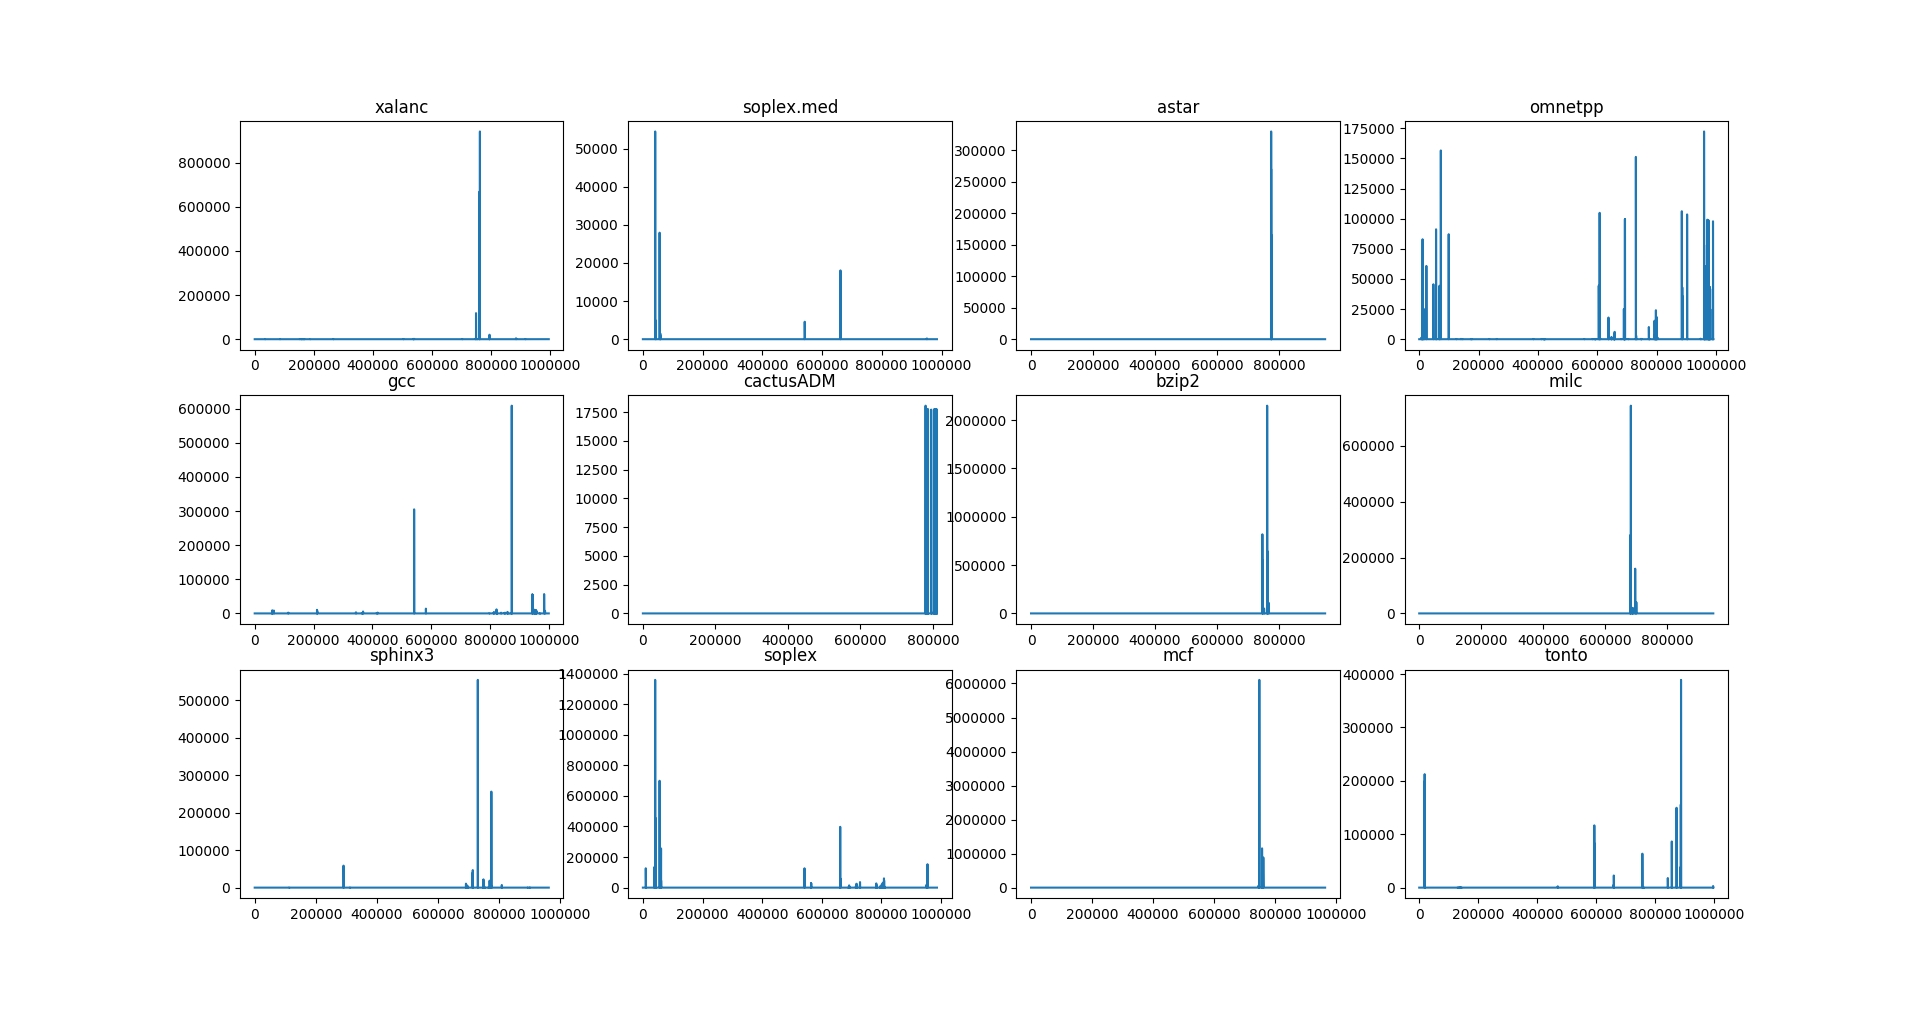 xalanc soplex.med astar omnetpp
800000 600000 400000 200000 0
50000 40000 30000 20000 10000 0
300000 250000 200000 150000 100000 50000 0
175000 150000 125000 100000 75000 50000 25000 0
0 200000 400000 600000 800000 1000000
0 200000 400000 600000 800000 1000000
0 200000 400000 600000 800000
0 200000 400000 600000 800000 1000000
gcc cactusADM bzip2 milc
600000 500000 400000 300000 200000 100000 0
17500 15000 12500 10000 7500 5000 2500 0
2000000 1500000 1000000 500000 0
600000 400000 200000 0
0 200000 400000 600000 800000 1000000
0 200000 400000 600000 800000
0 200000 400000 600000 800000
0 200000 400000 600000 800000
sphinx3 soplex mcf tonto
500000 400000 300000 200000 100000 0
1400000 1200000 1000000 800000 600000 400000 200000 0
6000000 5000000 4000000 3000000 2000000 1000000 0
400000 300000 200000 100000 0
0 200000 400000 600000 800000 1000000
0 200000 400000 600000 800000 1000000
0 200000 400000 600000 800000 1000000
0 200000 400000 600000 800000 1000000